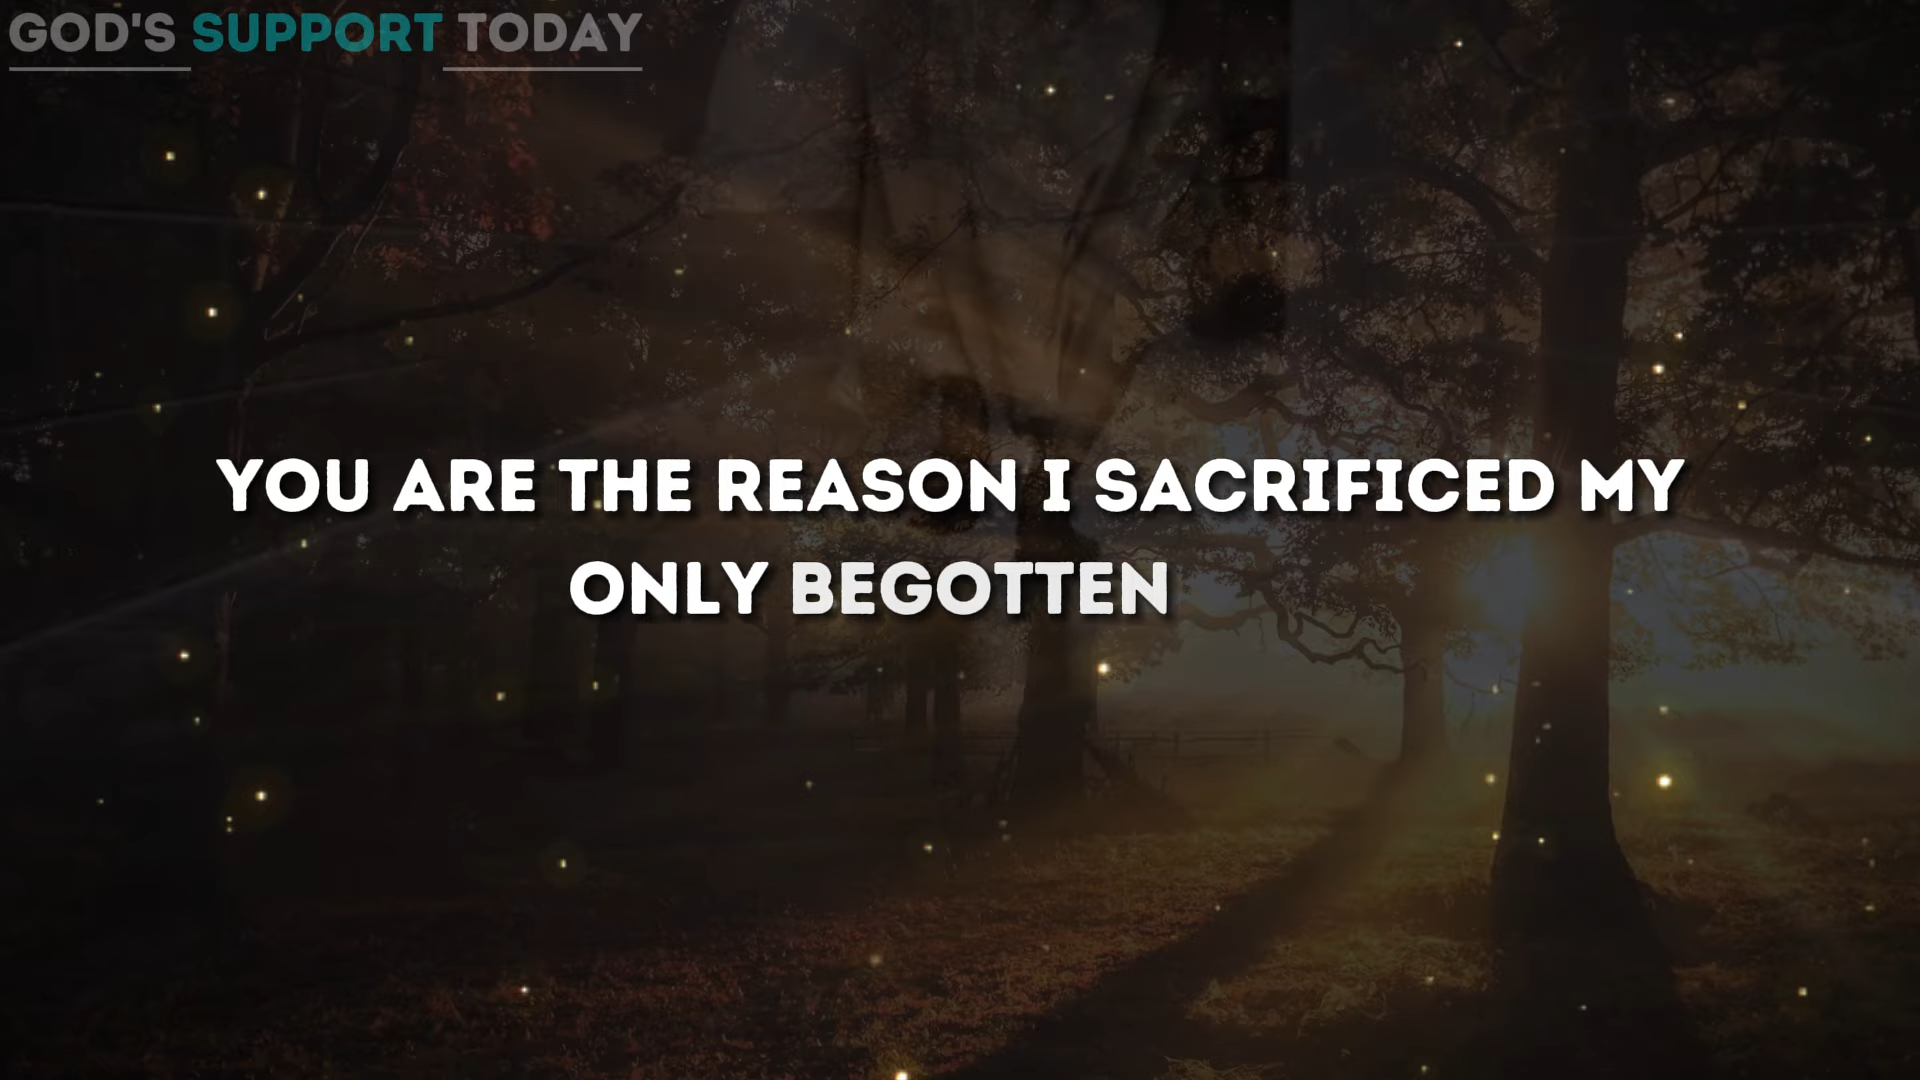 GOD'S SUPPORT TODAY
YOU ARE THE REASON I SACRIFICED MY
ONLY BEGOTTEN